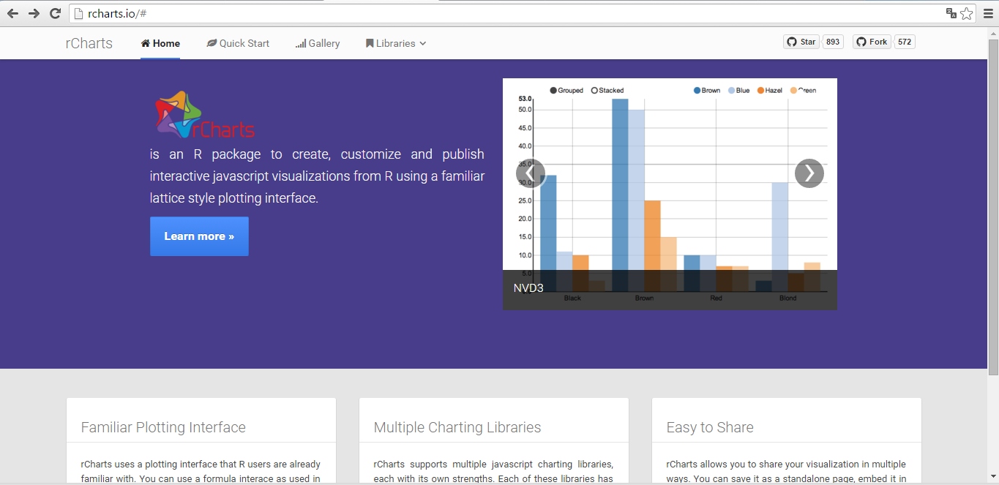 rcharts.io/#
rCharts Home Quick Start Gallery Libraries Star 893 Fork 572
rCharts
is an R package to create, customize and publish
interactive javascript visualizations from R using a familiar
lattice style plotting interface.
Learn more »
Grouped Stacked Brown Blue Hazel Green
53.0
50.0
45.0
40.0
35.0
30.0
25.0
20.0
15.0
10.0
5.0
NVD3
Black Brown Red Blond
Familiar Plotting Interface
rCharts uses a plotting interface that R users are already
familiar with. You can use a formula interace as used in
Multiple Charting Libraries
rCharts supports multiple javascript charting libraries,
each with its own strengths. Each of these libraries has
Easy to Share
rCharts allows you to share your visualization in multiple
ways. You can save it as a standalone page, embed it in